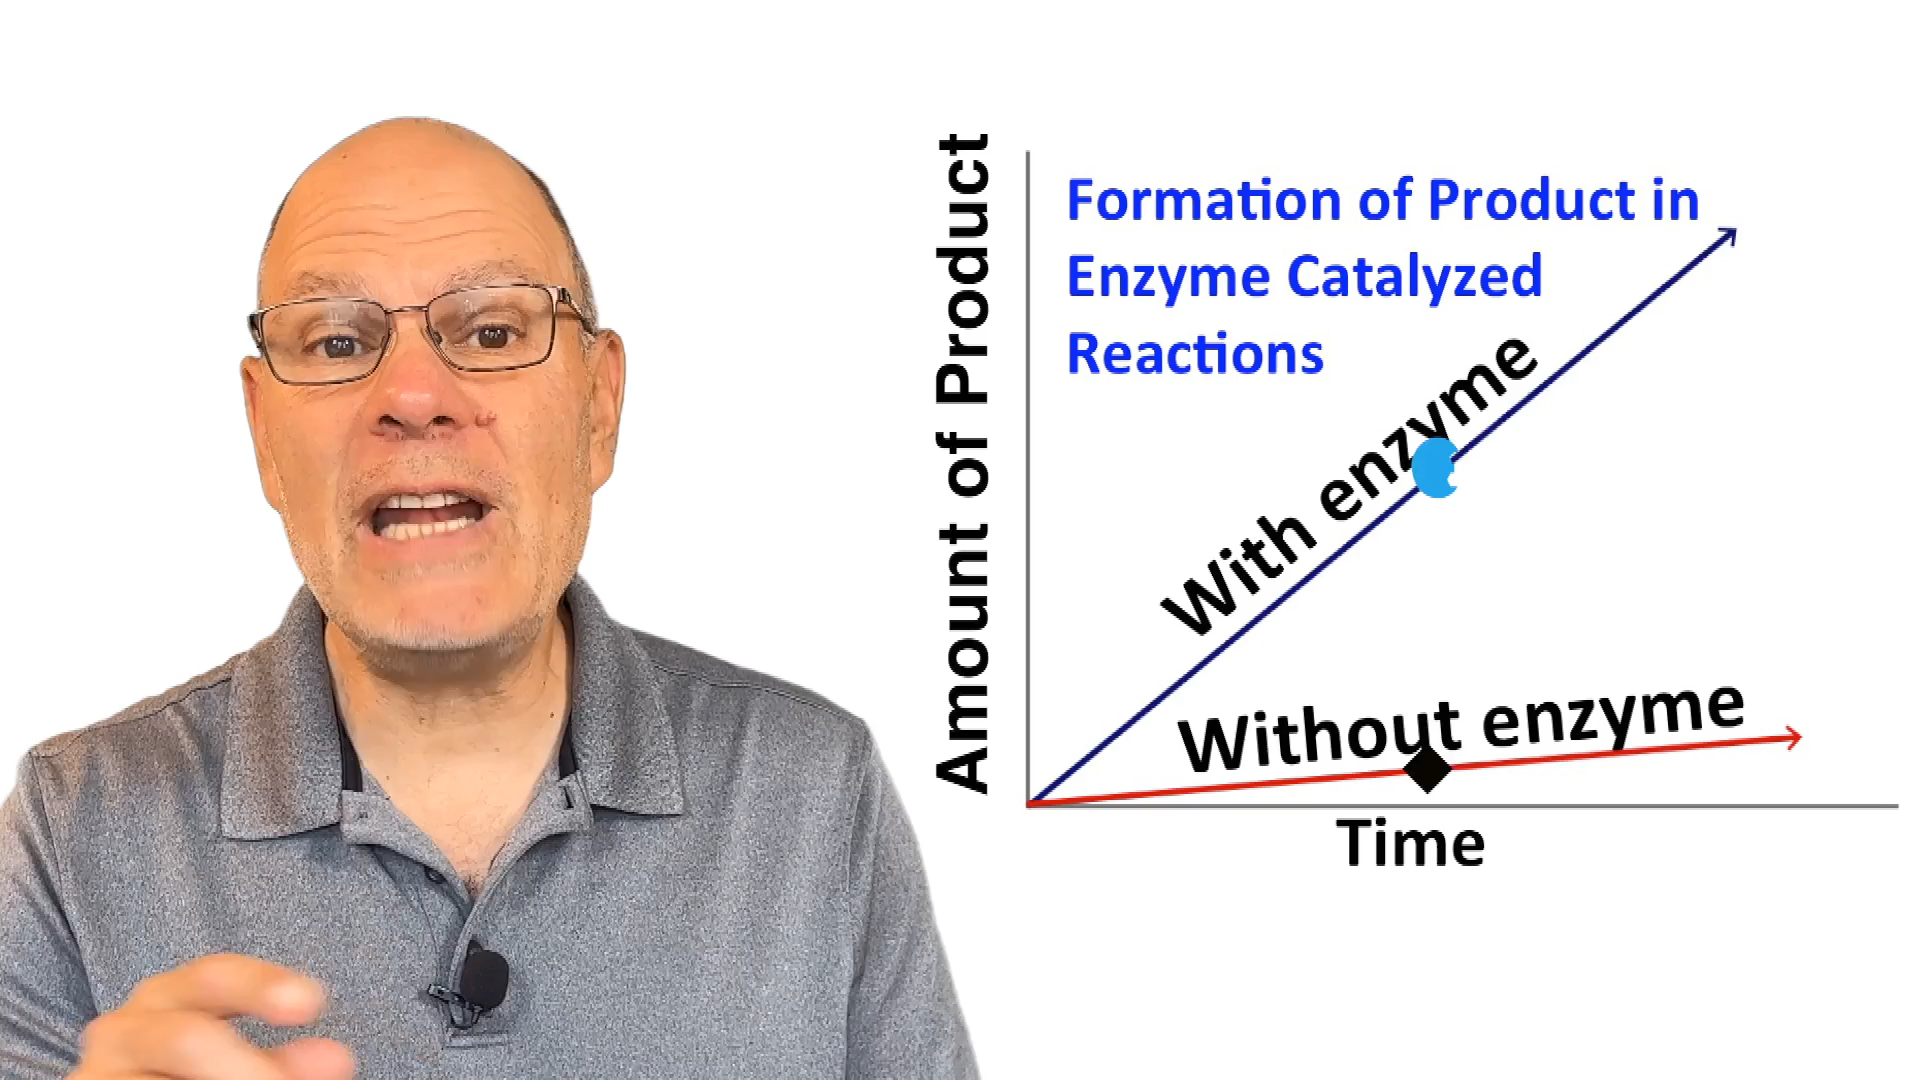 Amount of Product
Formation of Product in
Enzyme Catalyzed
Reactions
With enzyme
Without enzyme
Time